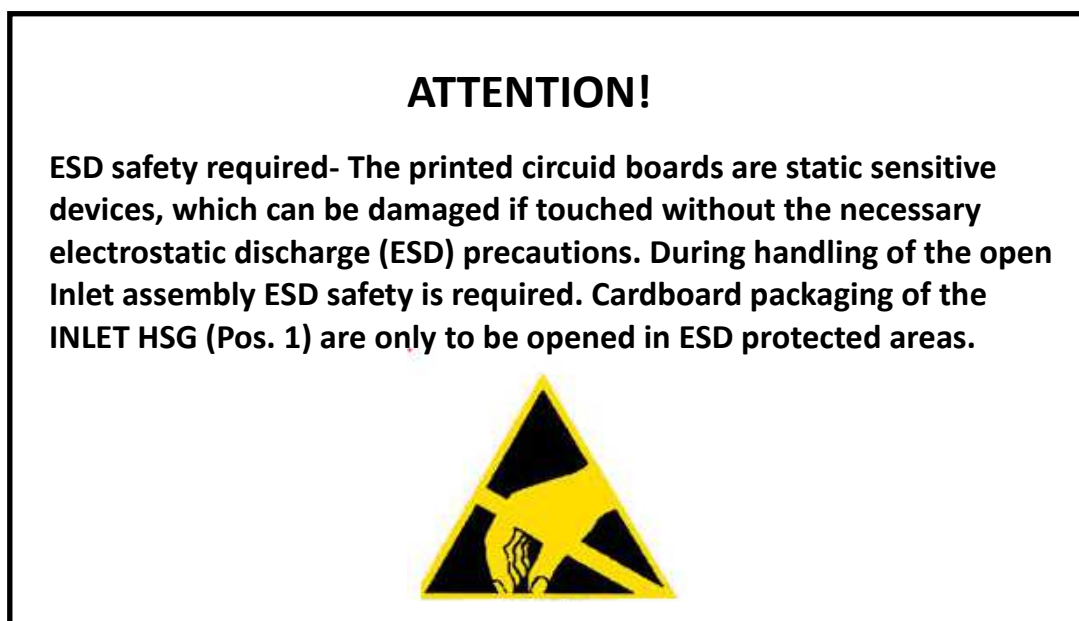 ATTENTION!
ESD safety required- The printed circuid boards are static sensitive
devices, which can be damaged if touched without the necessary
electrostatic discharge (ESD) precautions. During handling of the open
Inlet assembly ESD safety is required. Cardboard packaging of the
INLET HSG (Pos. 1) are only to be opened in ESD protected areas.